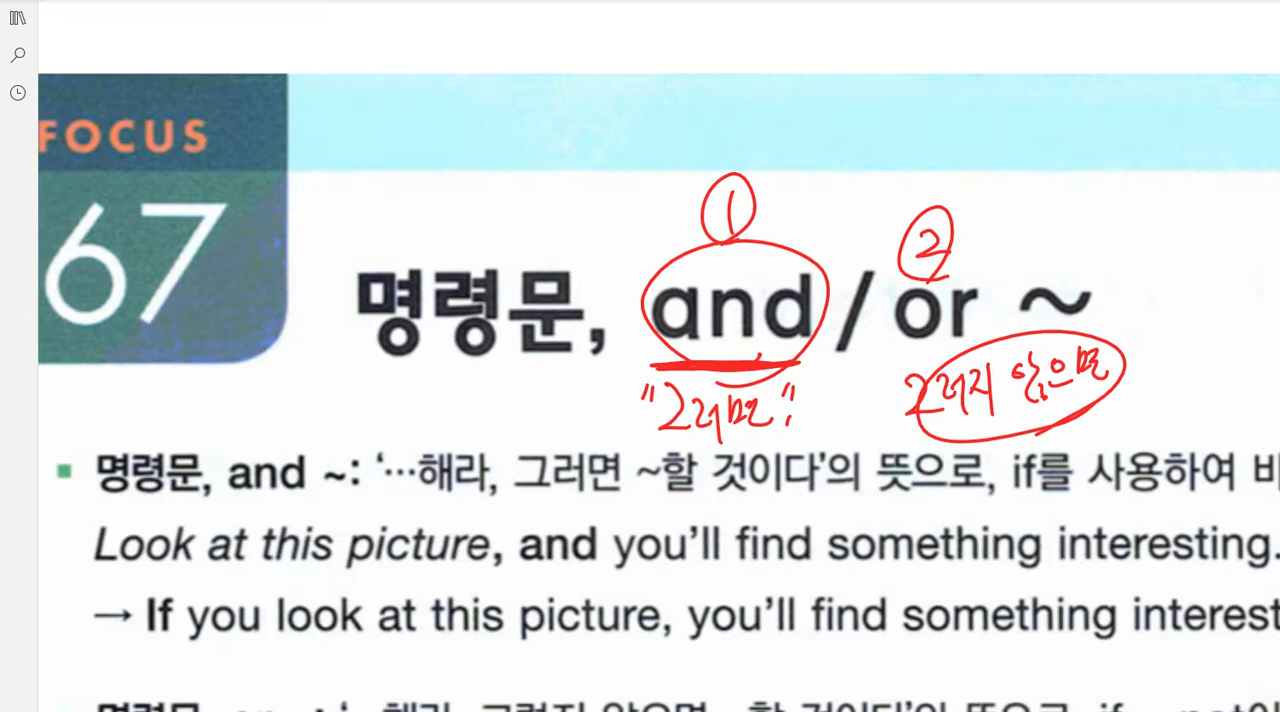 FOCUS
67
①
②
명령문, and / or ~
"그러면"
그러지 않으면
명령문, and ~: '…해라, 그러면 ~할 것이다'의 뜻으로, if를 사용하여
Look at this picture, and you'll find something interesting.
→ If you look at this picture, you'll find something interest